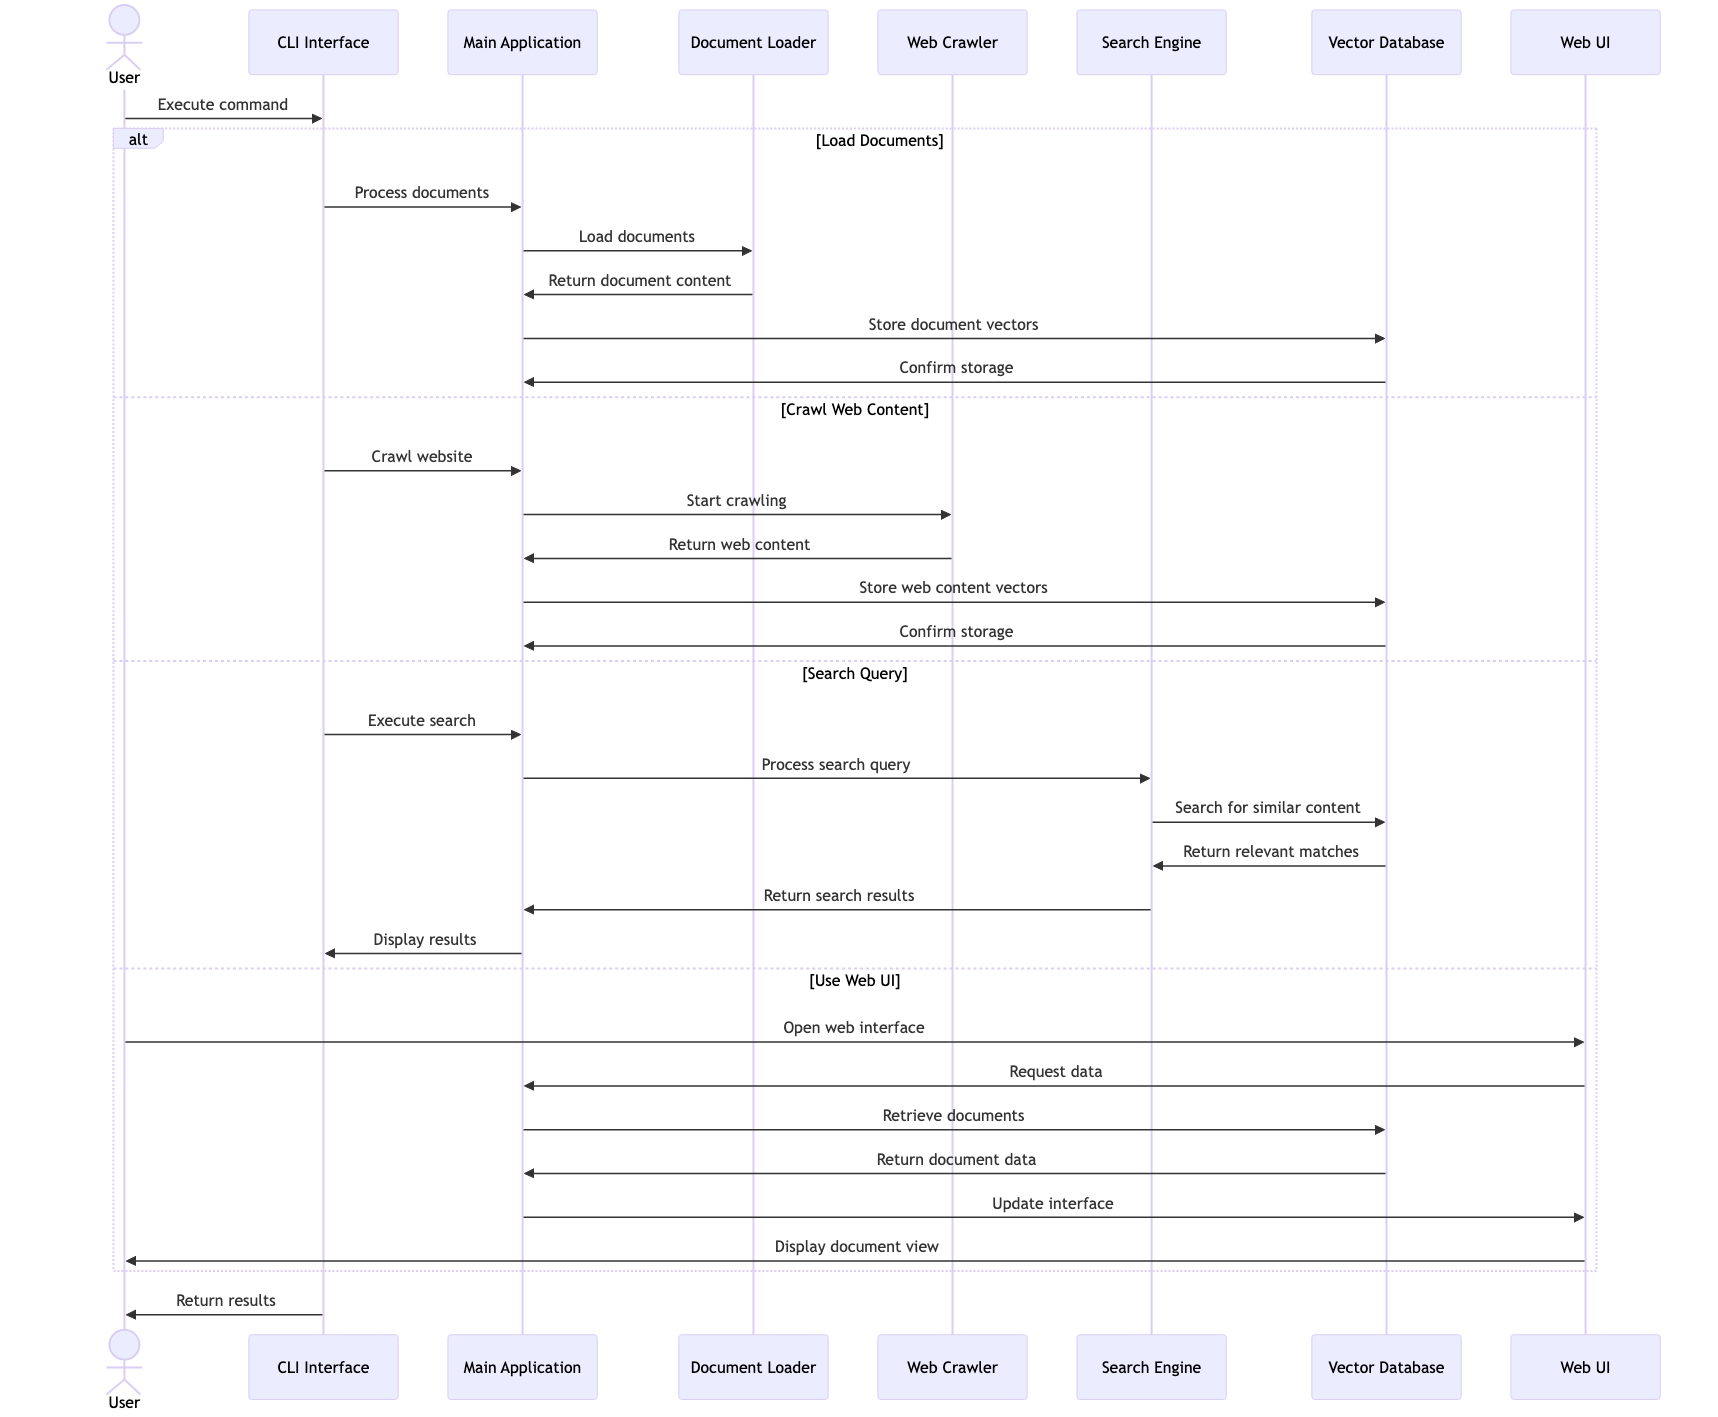 User
CLI Interface
Main Application
Document Loader
Web Crawler
Search Engine
Vector Database
Web UI
Execute command
alt
[Load Documents]
Process documents
Load documents
Return document content
Store document vectors
Confirm storage
[Crawl Web Content]
Crawl website
Start crawling
Return web content
Store web content vectors
Confirm storage
[Search Query]
Execute search
Process search query
Search for similar content
Return relevant matches
Return search results
Display results
[Use Web UI]
Open web interface
Request data
Retrieve documents
Return document data
Update interface
Display document view
Return results
User
CLI Interface
Main Application
Document Loader
Web Crawler
Search Engine
Vector Database
Web UI